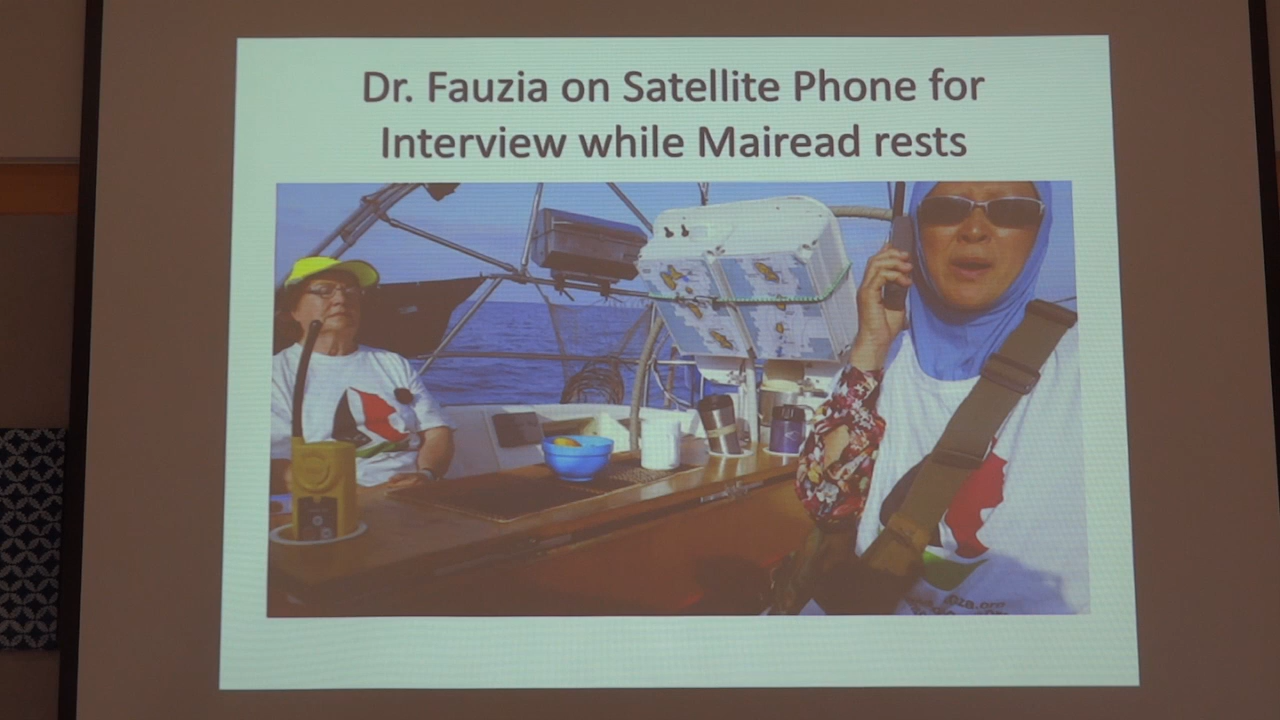 Dr. Fauzia on Satellite Phone for
Interview while Mairead rests